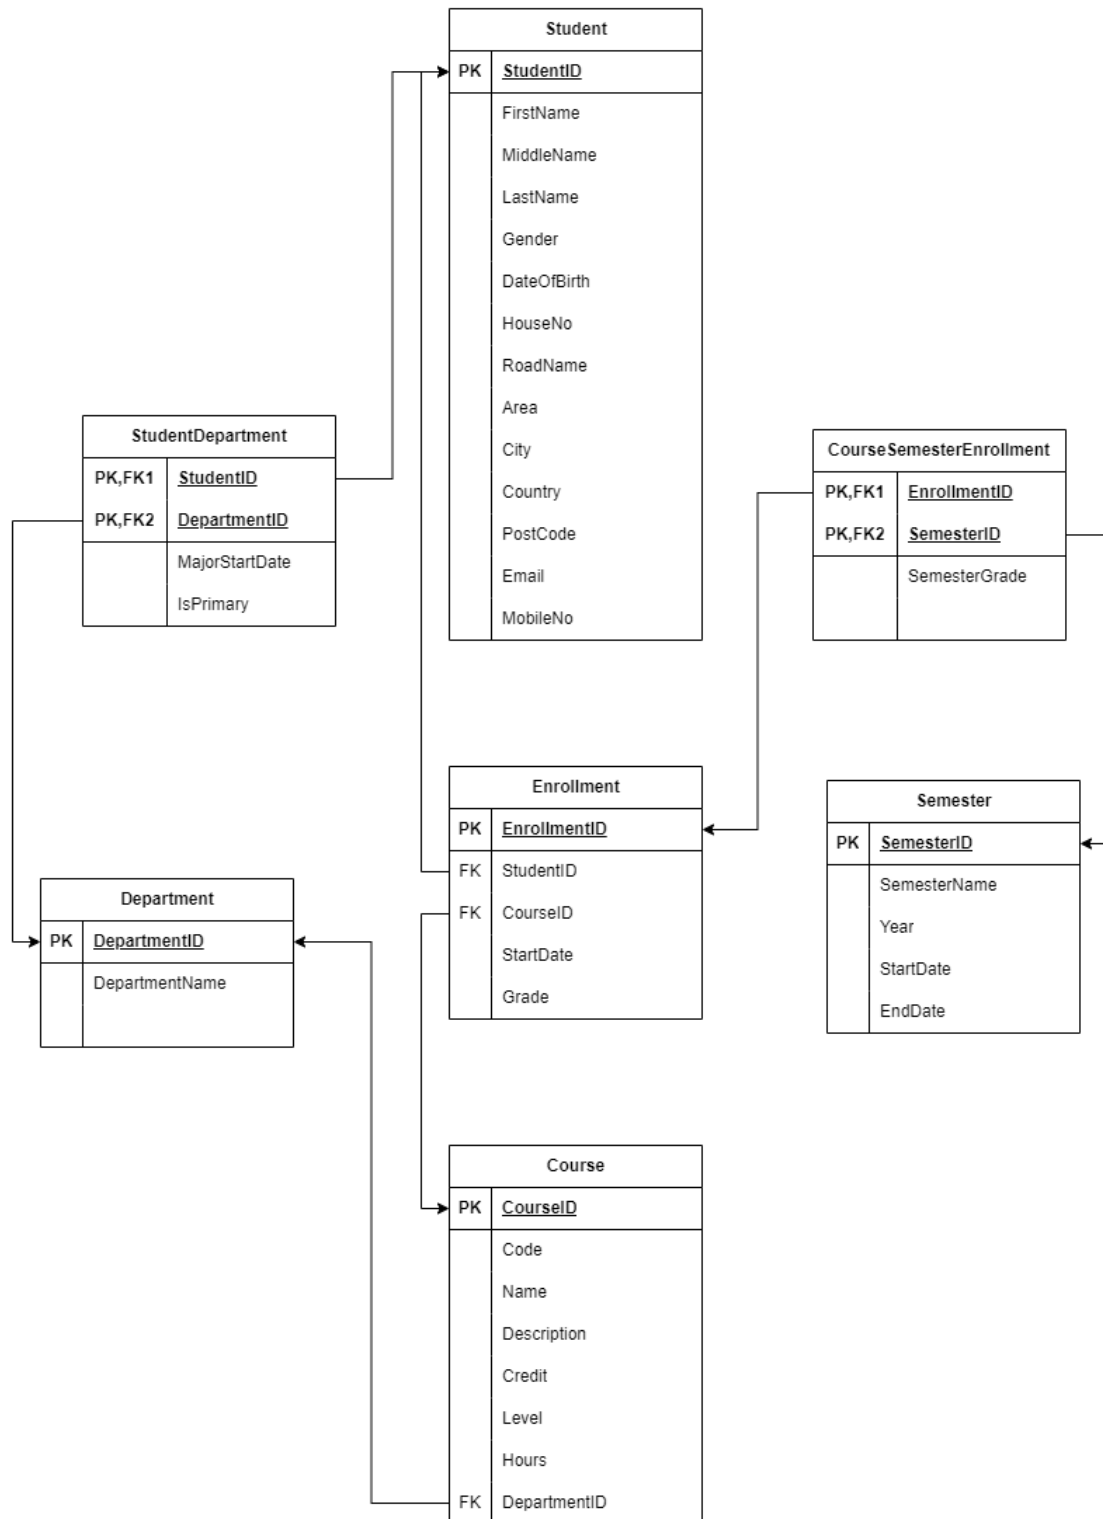 Student
PK StudentID
FirstName
MiddleName
LastName
Gender
DateOfBirth
HouseNo
RoadName
Area
City
Country
PostCode
Email
MobileNo
StudentDepartment
PK,FK1 StudentID
PK,FK2 DepartmentID
MajorStartDate
IsPrimary
CourseSemesterEnrollment
PK,FK1 EnrollmentID
PK,FK2 SemesterID
SemesterGrade
Enrollment
PK EnrollmentID
FK StudentID
FK CourseID
StartDate
Grade
Semester
PK SemesterID
SemesterName
Year
StartDate
EndDate
Department
PK DepartmentID
DepartmentName
Course
PK CourseID
Code
Name
Description
Credit
Level
Hours
FK DepartmentID